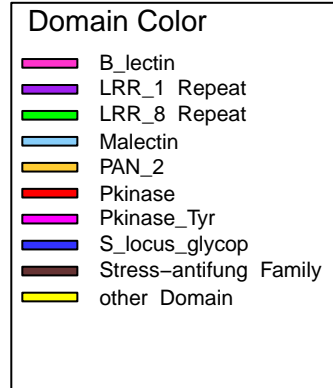 Domain Color
B_lectin
LRR_1 Repeat
LRR_8 Repeat
Malectin
PAN_2
Pkinase
Pkinase_Tyr
S_locus_glycop
Stress−antifung Family
other Domain